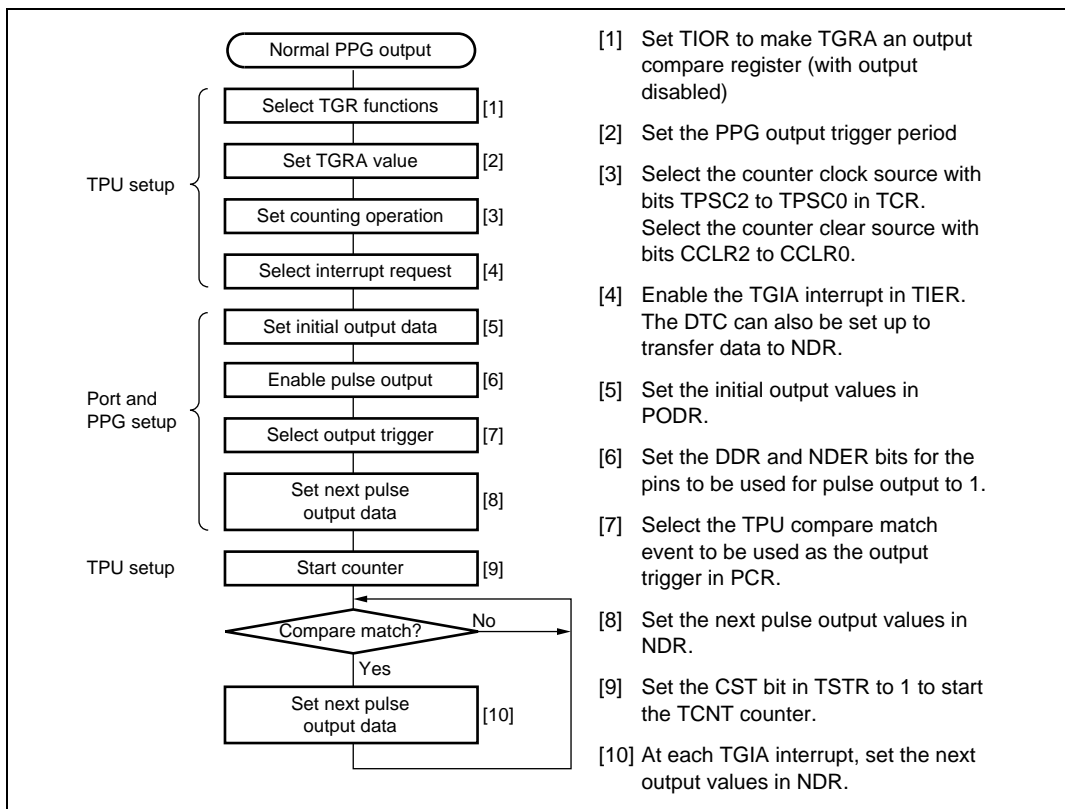 Normal PPG output
Select TGR functions [1]
Set TGRA value [2]
TPU setup
Set counting operation [3]
Select interrupt request [4]
Set initial output data [5]
Enable pulse output [6]
Port and
PPG setup
Select output trigger [7]
Set next pulse
output data
[8]
TPU setup
Start counter [9]
Compare match?
No
Yes
Set next pulse
output data
[10]
[1] Set TIOR to make TGRA an output
compare register (with output
disabled)
[2] Set the PPG output trigger period
[3] Select the counter clock source with
bits TPSC2 to TPSC0 in TCR.
Select the counter clear source with
bits CCLR2 to CCLR0.
[4] Enable the TGIA interrupt in TIER.
The DTC can also be set up to
transfer data to NDR.
[5] Set the initial output values in
PODR.
[6] Set the DDR and NDER bits for the
pins to be used for pulse output to 1.
[7] Select the TPU compare match
event to be used as the output
trigger in PCR.
[8] Set the next pulse output values in
NDR.
[9] Set the CST bit in TSTR to 1 to start
the TCNT counter.
[10] At each TGIA interrupt, set the next
output values in NDR.